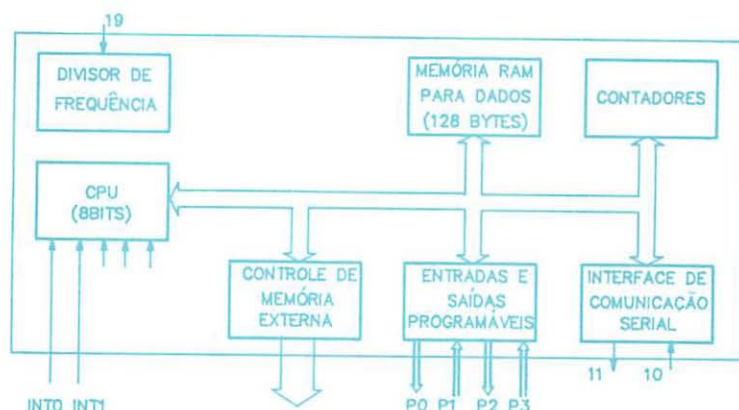 19
DIVISOR DE
FREQUÊNCIA
MEMÓRIA RAM
PARA DADOS
(128 BYTES)
CONTADORES
CPU
(8BITS)
CONTROLE DE
MEMÓRIA
EXTERNA
ENTRADAS E
SAÍDAS
PROGRAMÁVEIS
INTERFACE DE
COMUNICAÇÃO
SERIAL
11 10
INT0 INT1
P0 P1 P2 P3